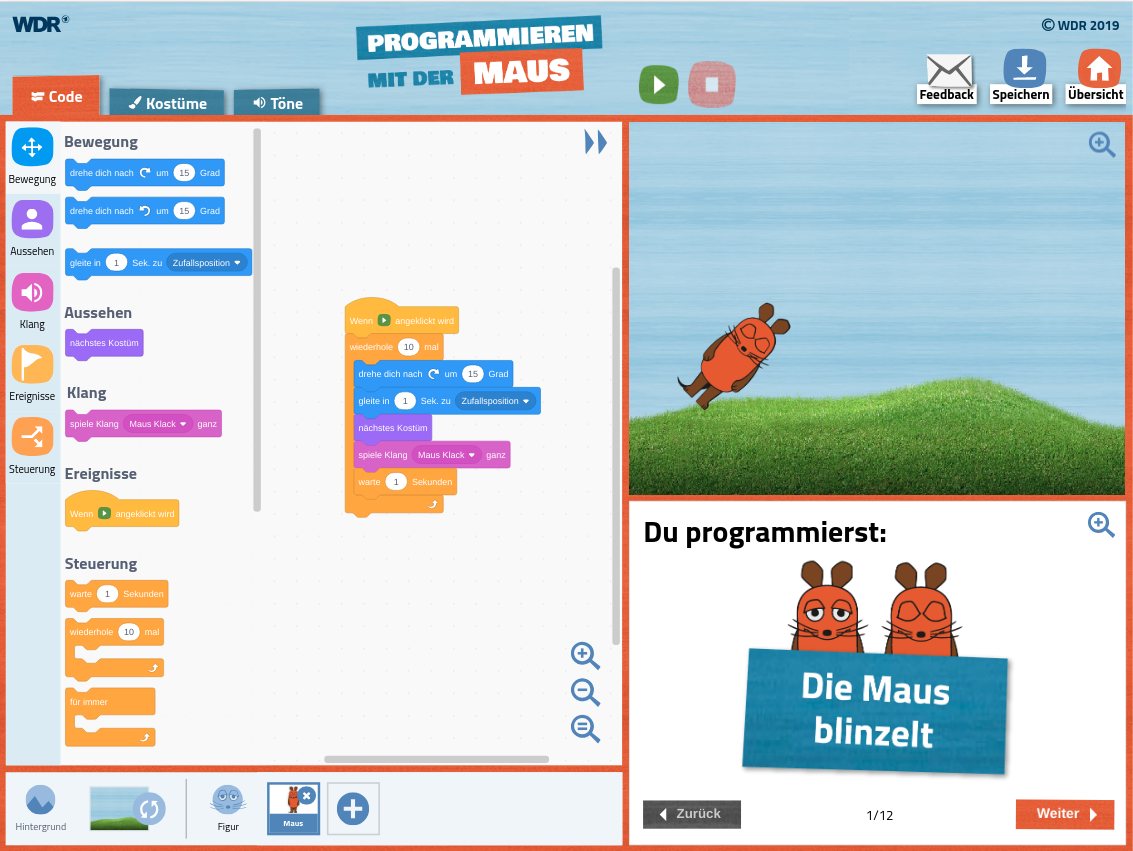 WDR
PROGRAMMIEREN
MIT DER MAUS
© WDR 2019
Code
Kostüme
Töne
Feedback
Speichern
Übersicht
Bewegung
Aussehen
Klang
Ereignisse
Steuerung
Bewegung
drehe dich nach um 15 Grad
drehe dich nach um 15 Grad
gleite in 1 Sek. zu Zufallsposition
Aussehen
nächstes Kostüm
Klang
spiele Klang Maus Klack ganz
Ereignisse
Wenn angeklickt wird
Steuerung
warte 1 Sekunden
wiederhole 10 mal
für immer
Wenn angeklickt wird
wiederhole 10 mal
drehe dich nach um 15 Grad
gleite in 1 Sek. zu Zufallsposition
nächstes Kostüm
spiele Klang Maus Klack ganz
warte 1 Sekunden
Du programmierst:
Die Maus
blinzelt
Zurück
1/12
Weiter
Hintergrund
Figur
Maus